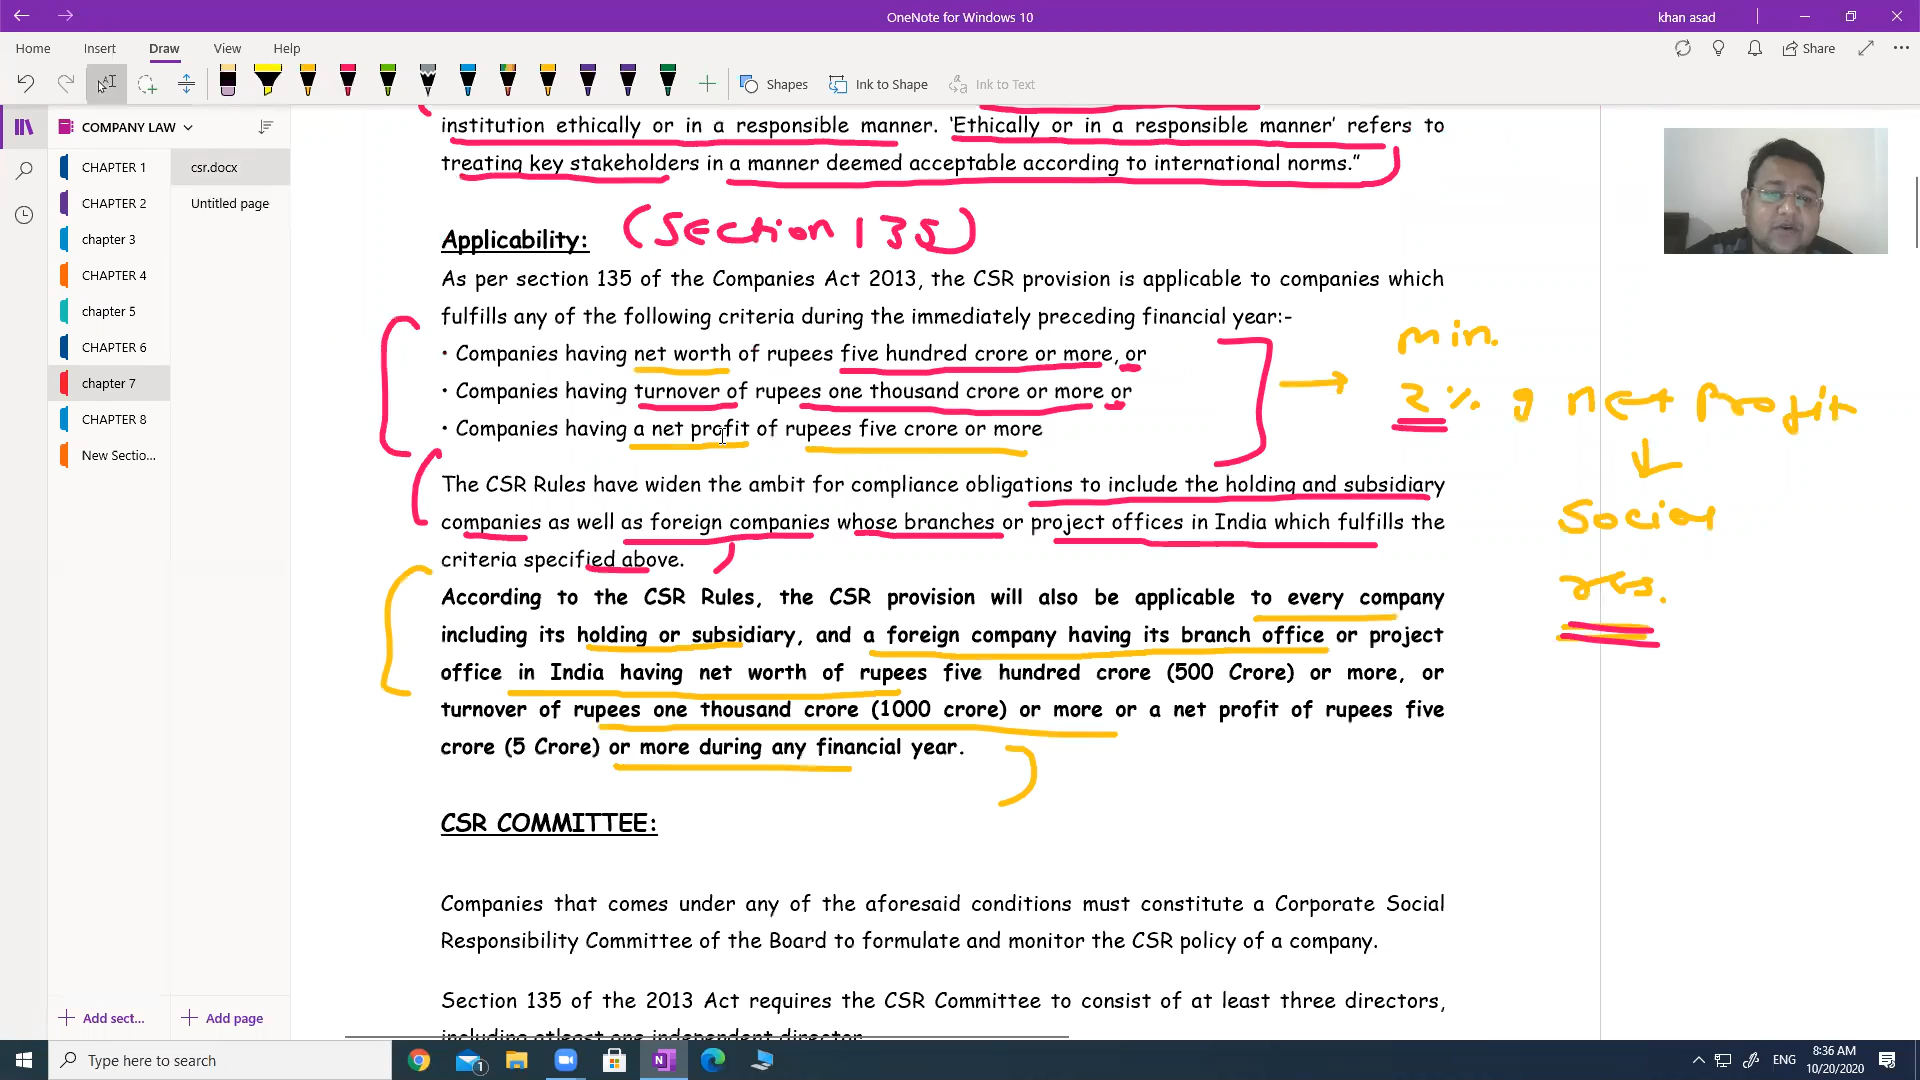 OneNote for Windows 10
khan asad
Home Insert Draw View Help
Share
Shapes Ink to Shape Ink to Text
COMPANY LAW
CHAPTER 1
CHAPTER 2
chapter 3
CHAPTER 4
chapter 5
CHAPTER 6
chapter 7
CHAPTER 8
New Sectio...
csr.docx
Untitled page
institution ethically or in a responsible manner. ‘Ethically or in a responsible manner’ refers to
treating key stakeholders in a manner deemed acceptable according to international norms.”
Applicability: (Section 135)
As per section 135 of the Companies Act 2013, the CSR provision is applicable to companies which
fulfills any of the following criteria during the immediately preceding financial year:-
• Companies having net worth of rupees five hundred crore or more, or
• Companies having turnover of rupees one thousand crore or more or
• Companies having a net profit of rupees five crore or more
min.
2% of net profit
Social
res.
The CSR Rules have widen the ambit for compliance obligations to include the holding and subsidiary
companies as well as foreign companies whose branches or project offices in India which fulfills the
criteria specified above.
According to the CSR Rules, the CSR provision will also be applicable to every company
including its holding or subsidiary, and a foreign company having its branch office or project
office in India having net worth of rupees five hundred crore (500 Crore) or more, or
turnover of rupees one thousand crore (1000 crore) or more or a net profit of rupees five
crore (5 Crore) or more during any financial year.
CSR COMMITTEE:
Companies that comes under any of the aforesaid conditions must constitute a Corporate Social
Responsibility Committee of the Board to formulate and monitor the CSR policy of a company.
Section 135 of the 2013 Act requires the CSR Committee to consist of at least three directors,
including atleast one independent director
Add sect...
Add page
Type here to search
1
ENG
8:36 AM
10/20/2020